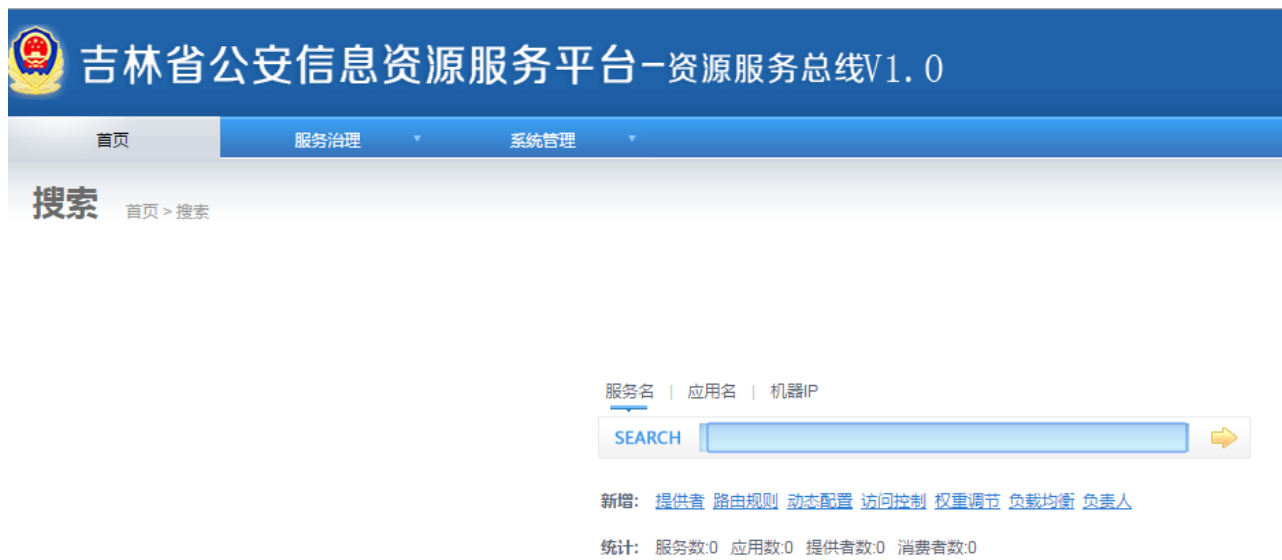 吉林省公安信息资源服务平台-资源服务总线V1.0
首页 服务治理 系统管理
搜索 首页 > 搜索
服务名 | 应用名 | 机器IP
SEARCH
新增: 提供者 路由规则 动态配置 访问控制 权重调节 负载均衡 负责人
统计: 服务数:0 应用数:0 提供者数:0 消费者数:0